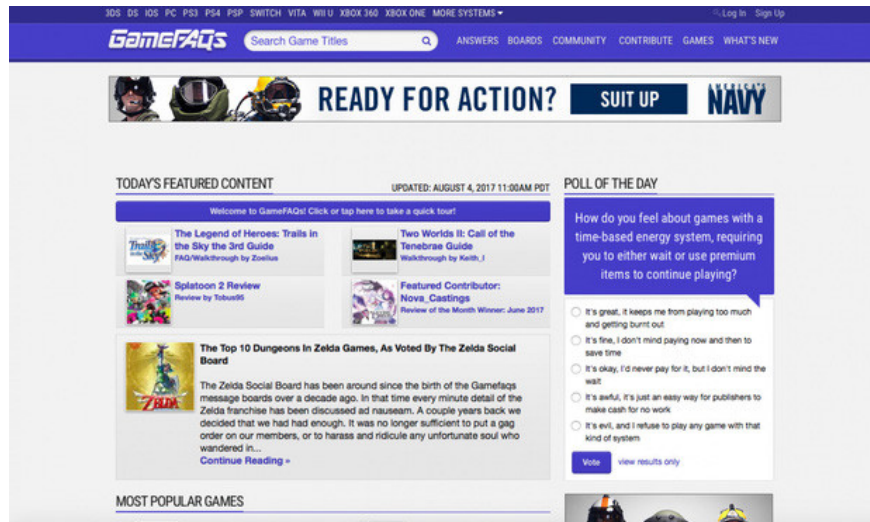 3DS DS IOS PC PS3 PS4 PSP SWITCH VITA WII U XBOX 360 XBOX ONE MORE SYSTEMS
Log In Sign Up
GameFAQs
Search Game Titles
ANSWERS BOARDS COMMUNITY CONTRIBUTE GAMES WHAT'S NEW
READY FOR ACTION?
SUIT UP
AMERICA'S
NAVY
TODAY'S FEATURED CONTENT
UPDATED: AUGUST 4, 2017 11:00AM PDT
Welcome to GameFAQs! Click or tap here to take a quick tour!
The Legend of Heroes: Trails in
the Sky the 3rd Guide
FAQ/Walkthrough by Zoelius
Two Worlds II: Call of the
Tenebrae Guide
Walkthrough by Keith_I
Splatoon 2 Review
Review by Tobus95
Featured Contributor:
Nova_Castings
Review of the Month Winner: June 2017
ZELDA
The Top 10 Dungeons In Zelda Games, As Voted By The Zelda Social
Board
The Zelda Social Board has been around since the birth of the Gamefaqs
message boards over a decade ago. In that time every minute detail of the
Zelda franchise has been discussed ad nauseam. A couple years back we
decided that we had had enough. It was no longer sufficient to put a gag
order on our members, or to harass and ridicule any unfortunate soul who
wandered in...
Continue Reading »
MOST POPULAR GAMES
POLL OF THE DAY
How do you feel about games with a
time-based energy system, requiring
you to either wait or use premium
items to continue playing?
It's great, it keeps me from playing too much
and getting burnt out
It's fine, I don't mind paying now and then to
save time
It's okay, I'd never pay for it, but I don't mind the
wait
It's awful, it's just an easy way for publishers to
make cash for no work
It's evil, and I refuse to play any game with that
kind of system
Vote view results only